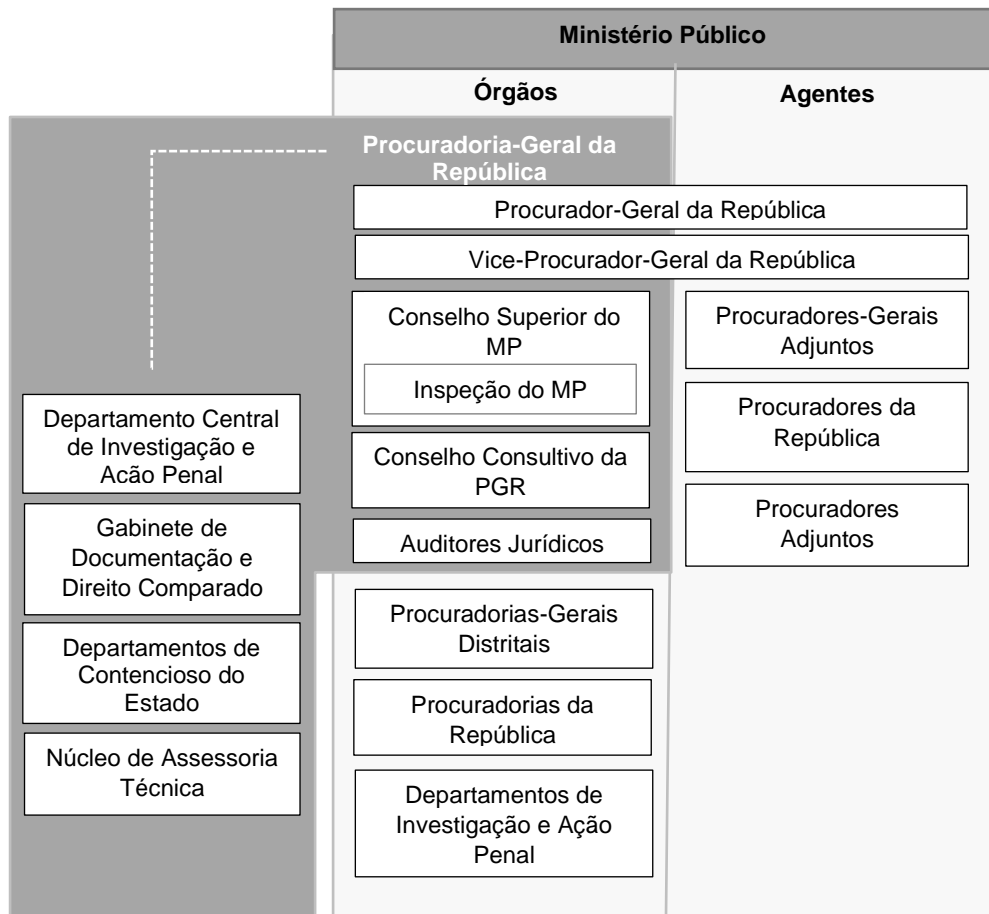 Ministério Público
Órgãos
Agentes
Procuradoria-Geral da
República
Procurador-Geral da República
Vice-Procurador-Geral da República
Conselho Superior do
MP
Inspeção do MP
Conselho Consultivo da
PGR
Auditores Jurídicos
Procuradores-Gerais
Adjuntos
Procuradores da
República
Procuradores
Adjuntos
Departamento Central
de Investigação e
Acão Penal
Gabinete de
Documentação e
Direito Comparado
Departamentos de
Contencioso do
Estado
Núcleo de Assessoria
Técnica
Procuradorias-Gerais
Distritais
Procuradorias da
República
Departamentos de
Investigação e Ação
Penal